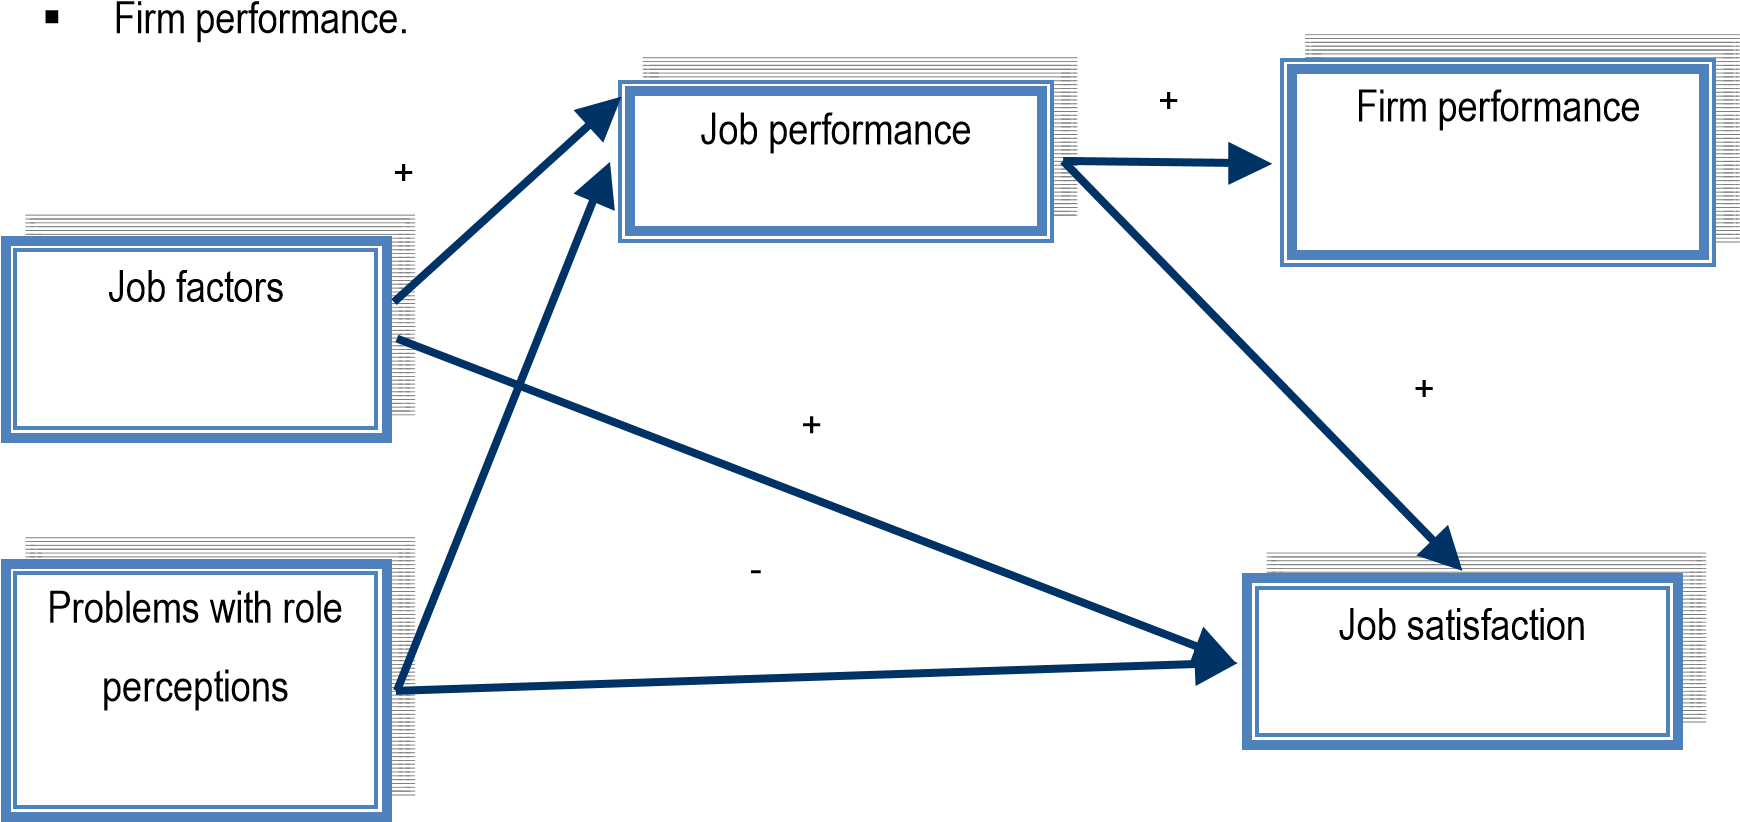 ▪ Firm performance.
+
Firm performance
Job performance
+
Job factors
+
+
-
Problems with role
perceptions
Job satisfaction